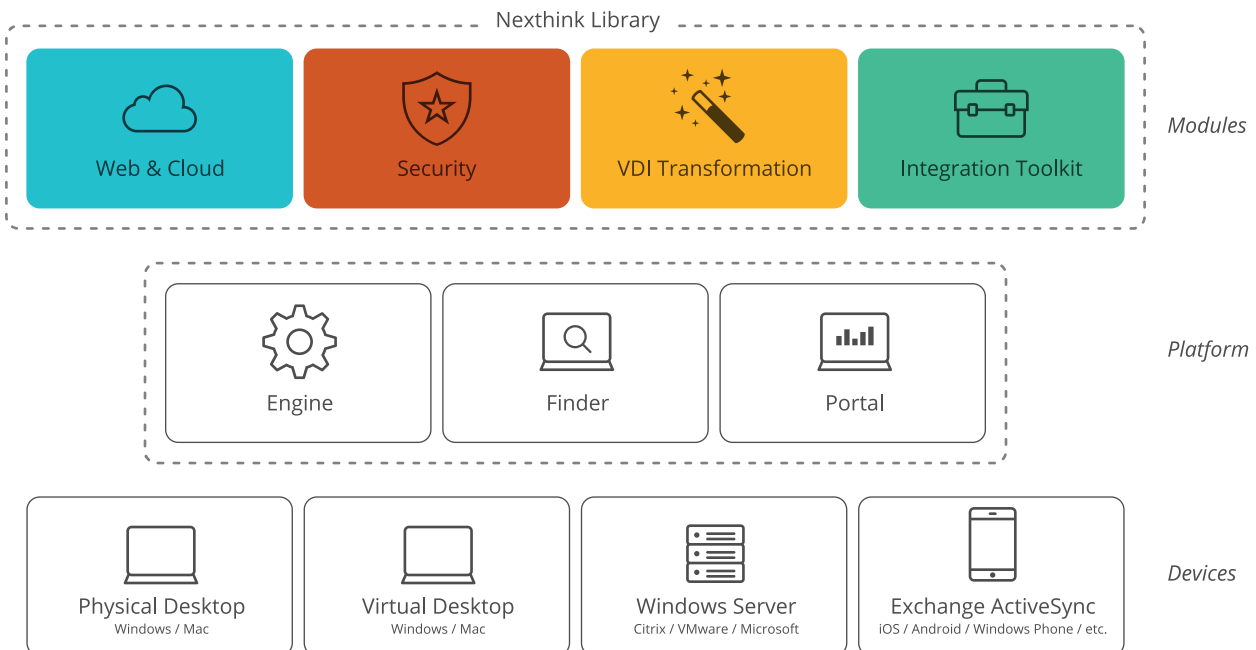 Nexthink Library
Web & Cloud
Security
VDI Transformation
Integration Toolkit
Modules
Engine
Finder
Portal
Platform
Physical Desktop
Windows / Mac
Virtual Desktop
Windows / Mac
Windows Server
Citrix / VMware / Microsoft
Exchange ActiveSync
iOS / Android / Windows Phone / etc.
Devices